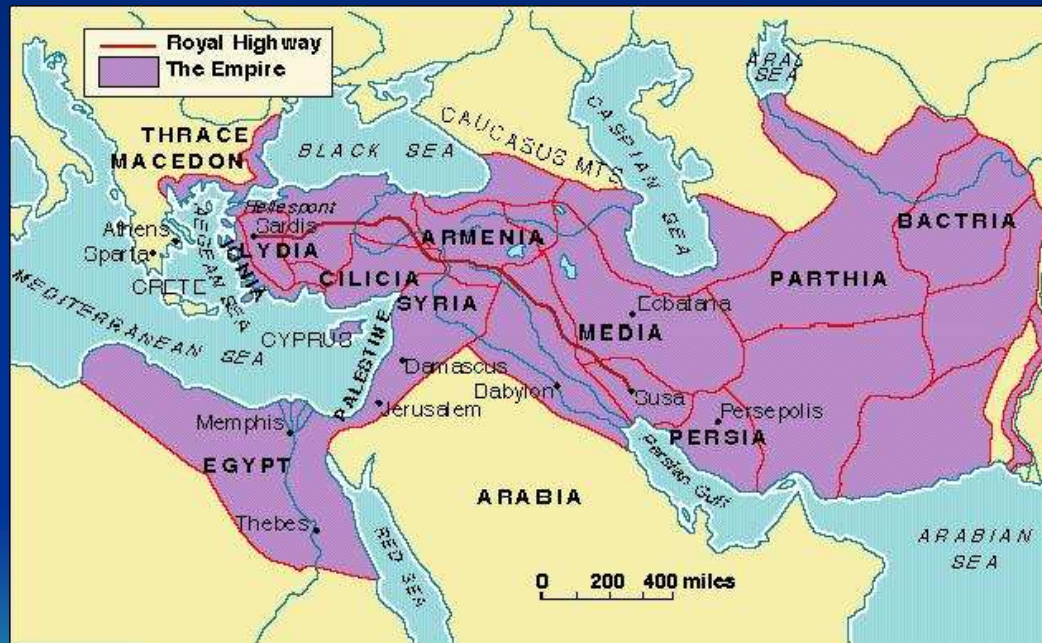 Royal Highway
The Empire
ARAL
SEA
THRACE
MACEDON
BLACK SEA
CAUCASUS MTS
CASPIAN
SEA
Hellespont
Sardis
Athens
Sparta
AEGEAN SEA
IONIA
LYDIA
ARMENIA
BACTRIA
PARTHIA
CILICIA
SYRIA
Ecbatana
MEDIA
CRETE
MEDITERRANEAN SEA
CYPRUS
PALESTINE
Damascus
Dabylon
Susa
Jerusalem
Persepolis
PERSIA
Memphis
EGYPT
Persian Gulf
ARABIA
Thebes
RED SEA
ARABIAN
SEA
0 200 400 miles